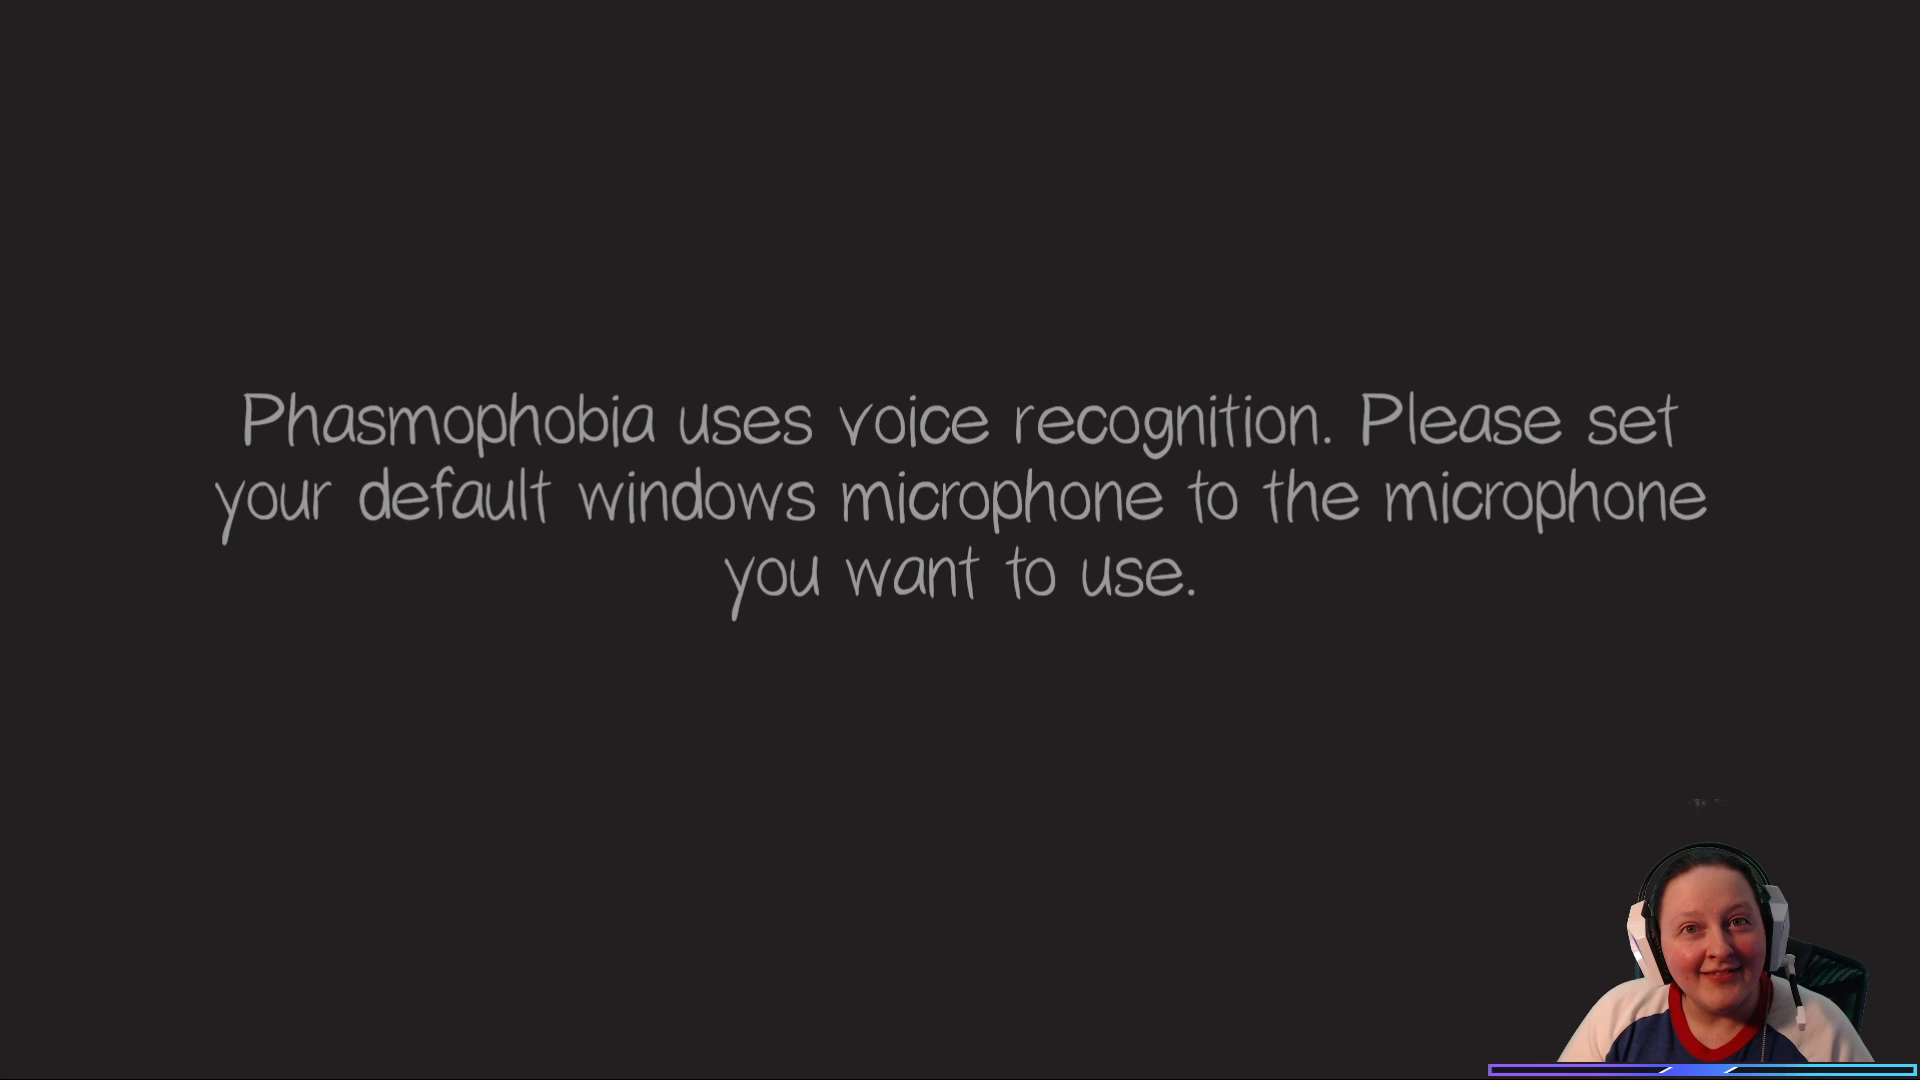 Phasmophobia uses voice recognition. Please set
your default windows microphone to the microphone
you want to use.